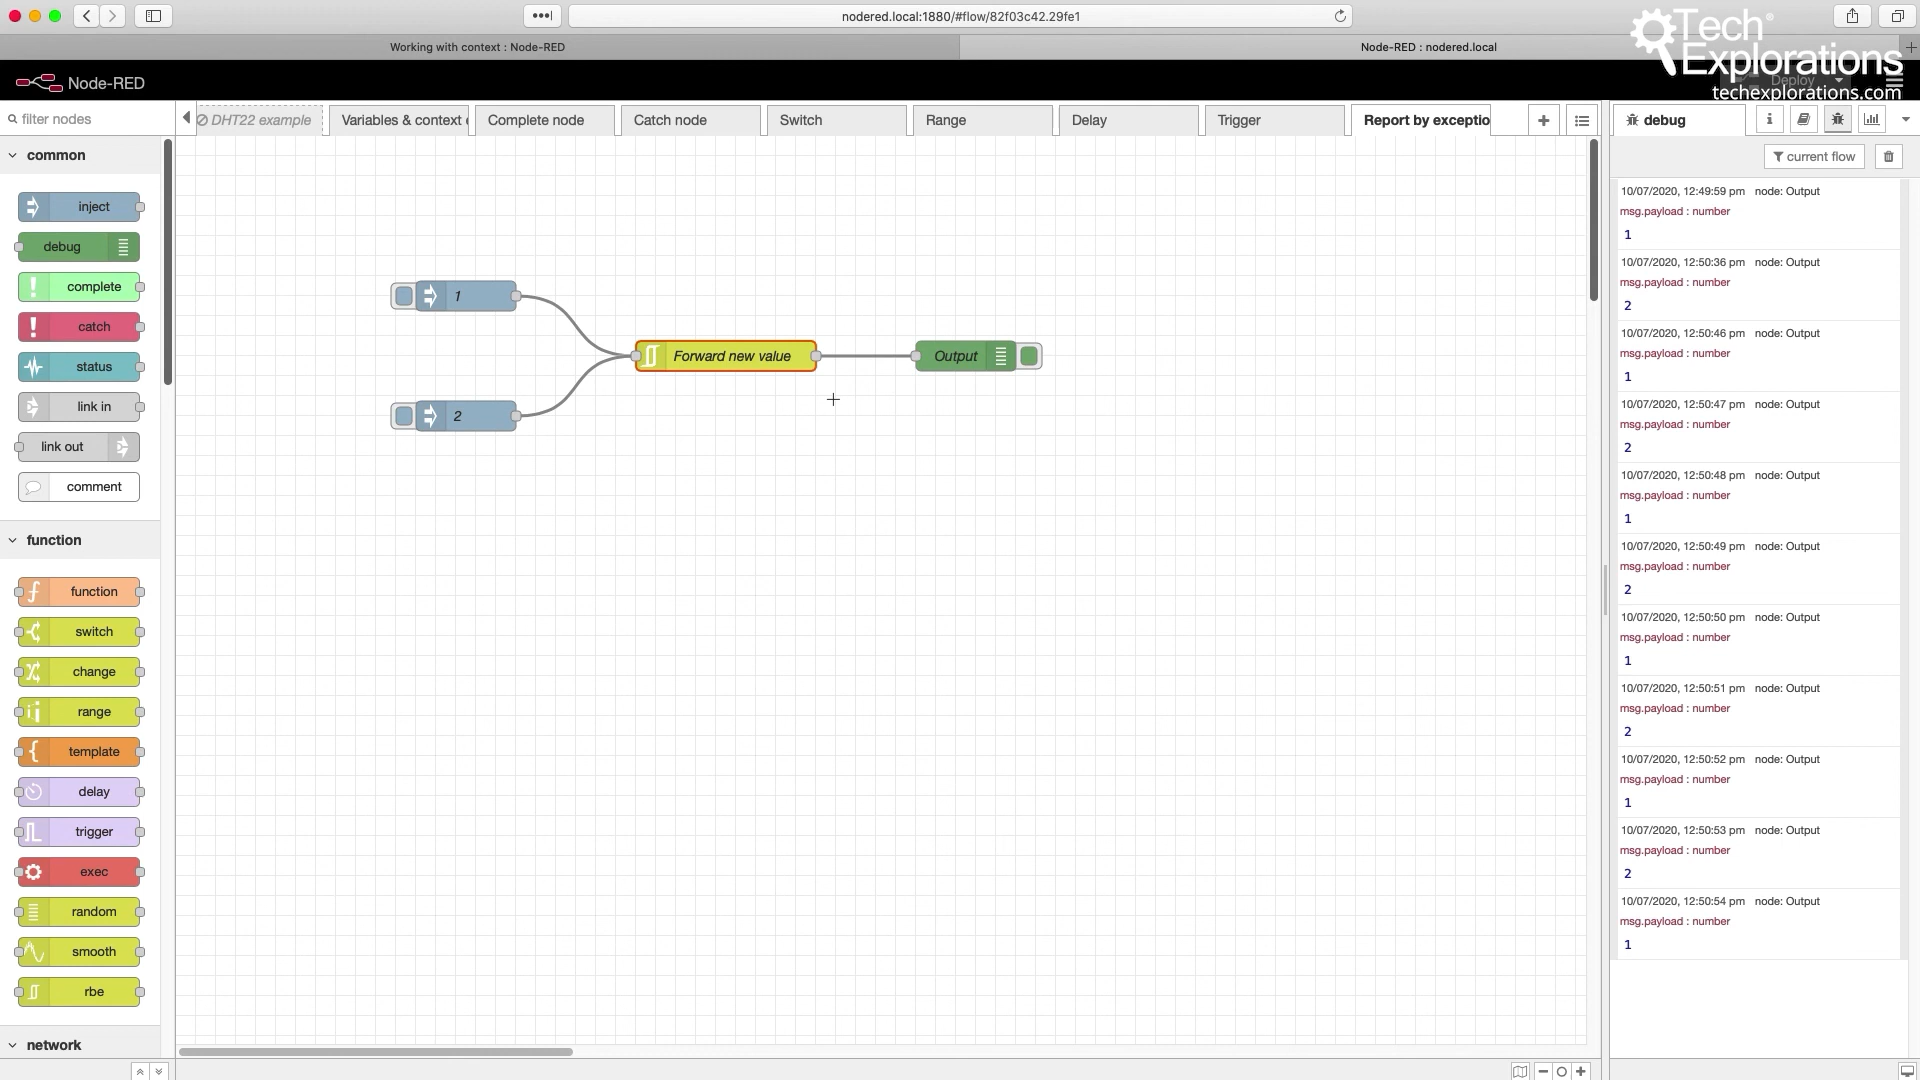 nodered.local:1880/#flow/82f03c42.29fe1
Working with context : Node-RED
Node-RED : nodered.local
Tech Explorations
techexplorations.com
Node-RED
Deploy
filter nodes
DHT22 example
Variables & context
Complete node
Catch node
Switch
Range
Delay
Trigger
Report by exceptio
debug
current flow
common
inject
debug
complete
catch
status
link in
link out
comment
function
function
switch
change
range
template
delay
trigger
exec
random
smooth
rbe
network
1
2
Forward new value
Output
10/07/2020, 12:49:59 pm node: Output
msg.payload : number
1
10/07/2020, 12:50:36 pm node: Output
msg.payload : number
2
10/07/2020, 12:50:46 pm node: Output
msg.payload : number
1
10/07/2020, 12:50:47 pm node: Output
msg.payload : number
2
10/07/2020, 12:50:48 pm node: Output
msg.payload : number
1
10/07/2020, 12:50:49 pm node: Output
msg.payload : number
2
10/07/2020, 12:50:50 pm node: Output
msg.payload : number
1
10/07/2020, 12:50:51 pm node: Output
msg.payload : number
2
10/07/2020, 12:50:52 pm node: Output
msg.payload : number
1
10/07/2020, 12:50:53 pm node: Output
msg.payload : number
2
10/07/2020, 12:50:54 pm node: Output
msg.payload : number
1